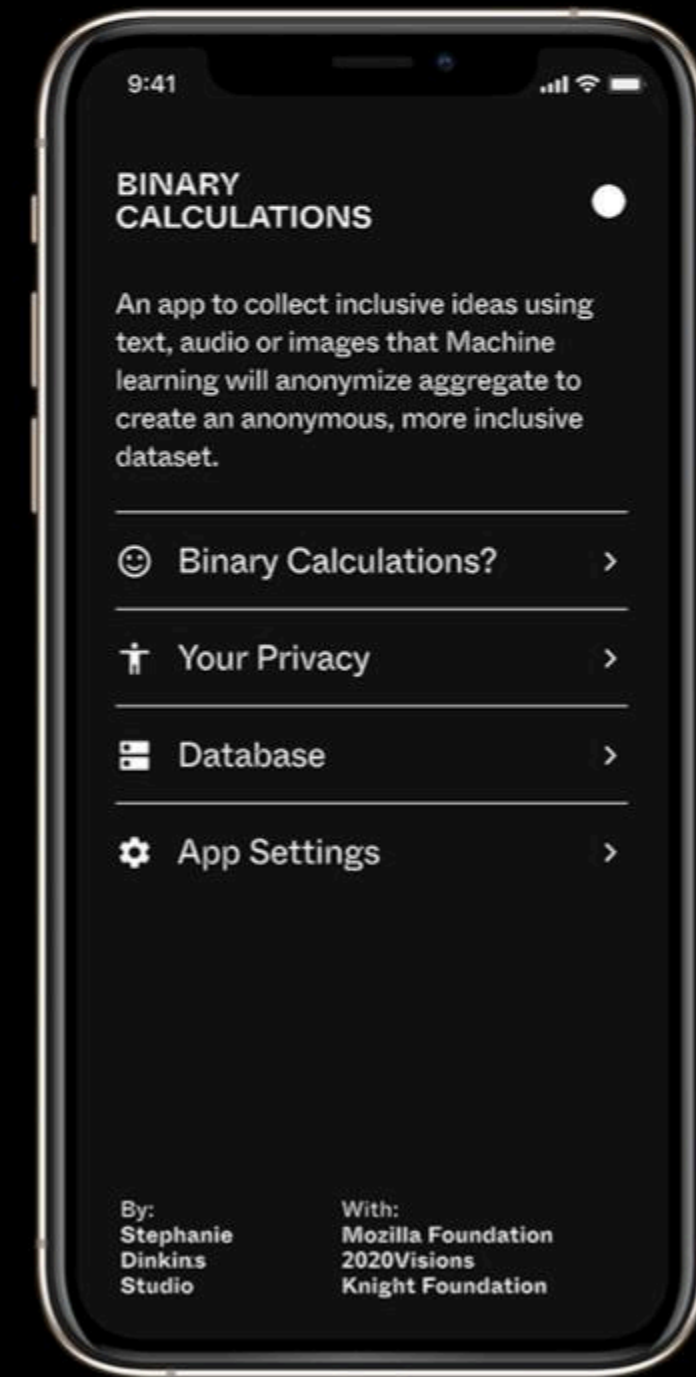 9:41
BINARY
CALCULATIONS
An app to collect inclusive ideas using
text, audio or images that Machine
learning will anonymize aggregate to
create an anonymous, more inclusive
dataset.
Binary Calculations?
Your Privacy
Database
App Settings
By:
Stephanie
Dinkins
Studio
With:
Mozilla Foundation
2020Visions
Knight Foundation